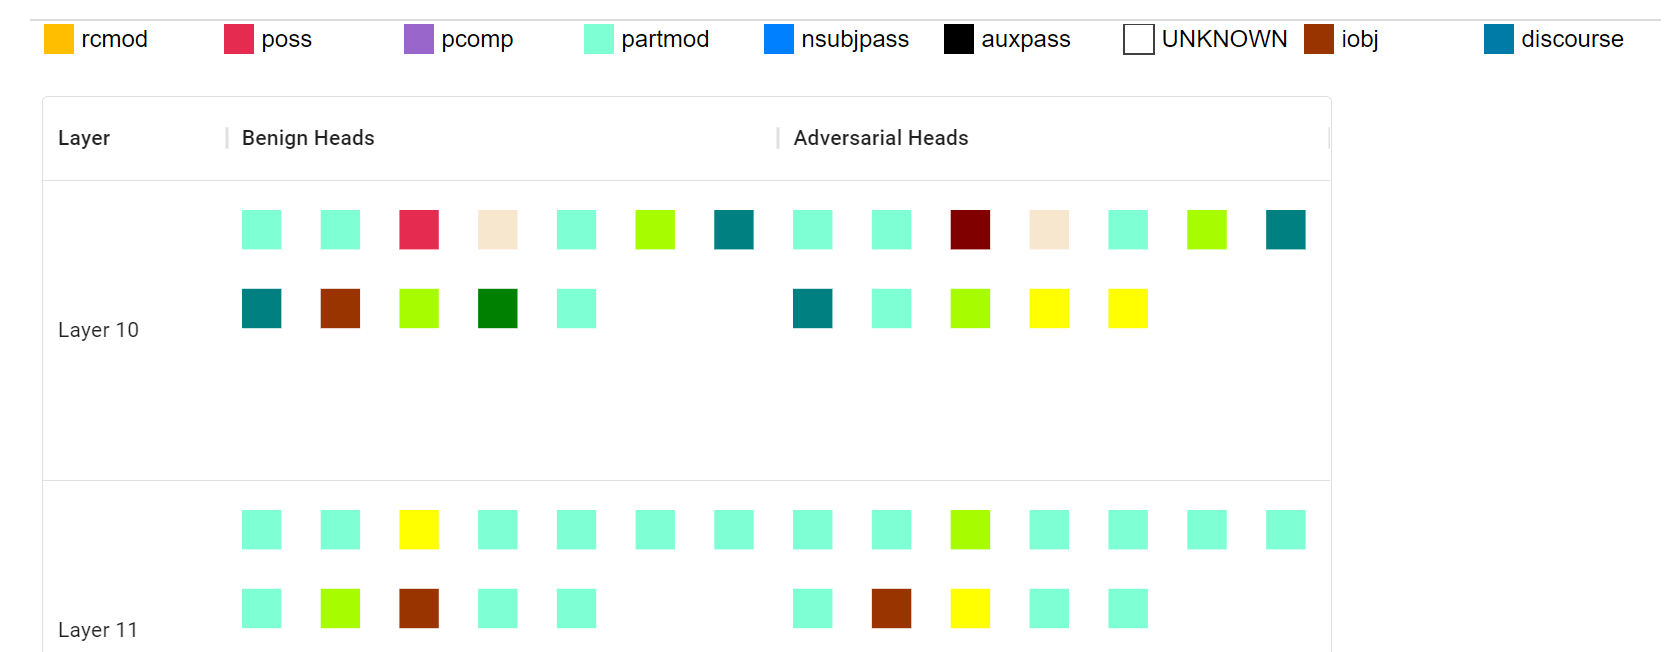 rcmod poss pcomp partmod nsubjpass auxpass UNKNOWN iobj discourse
Layer Benign Heads Adversarial Heads
Layer 10
Layer 11